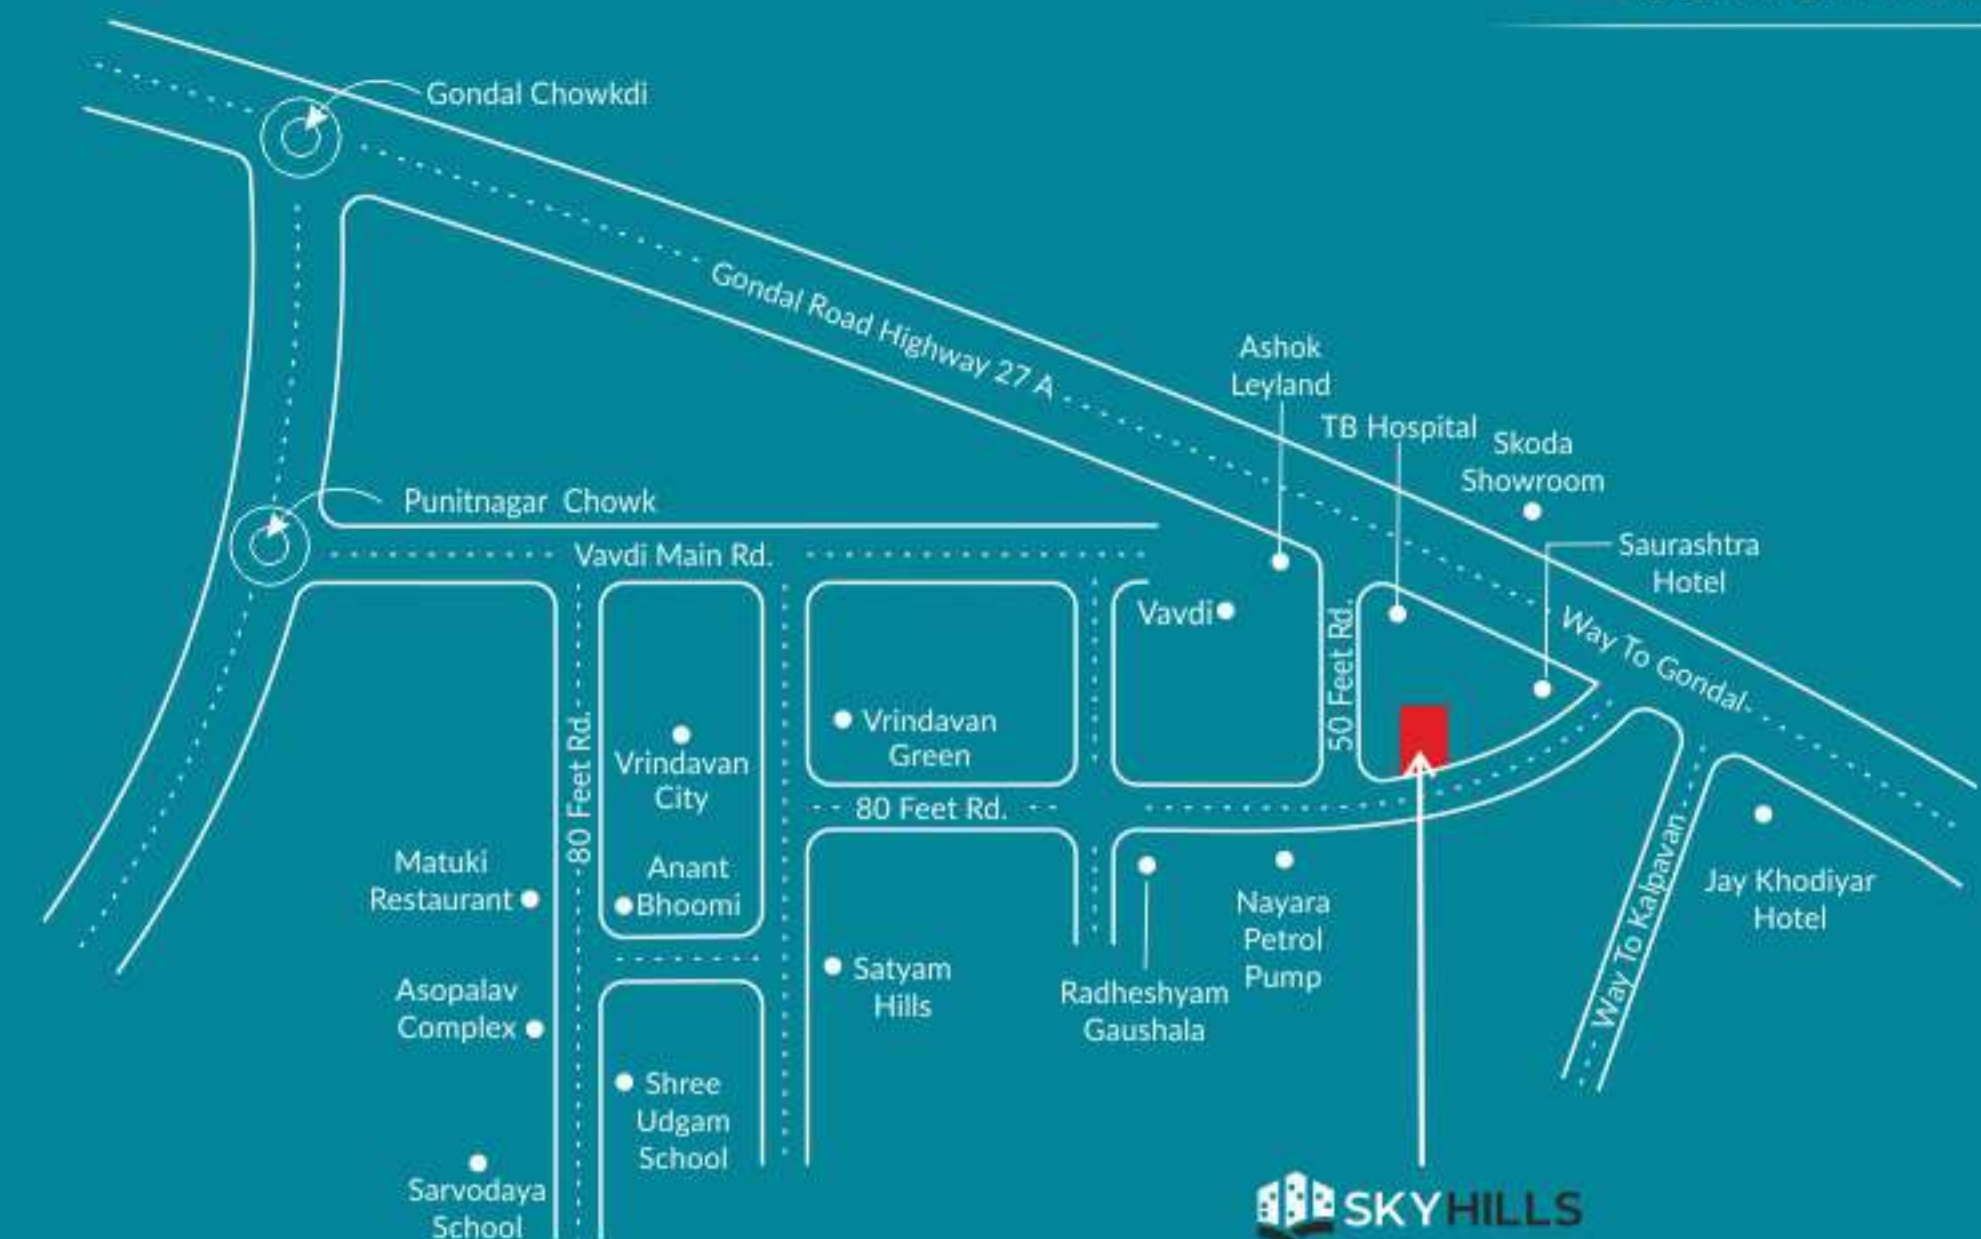 Gondal Chowkdi
Gondal Road Highway 27 A
Ashok
Leyland
TB Hospital
Skoda
Showroom
Saurashtra
Hotel
Punitnagar Chowk
Vavdi Main Rd.
Vavdi
50 Feet Rd.
Way To Gondal
80 Feet Rd.
Vrindavan
City
Vrindavan
Green
80 Feet Rd.
Matuki
Restaurant
Anant
Bhoomi
Nayara
Petrol
Pump
Way To Kalpavan
Jay Khodiyar
Hotel
Asopalav
Complex
Satyam
Hills
Radheshyam
Gaushala
Shree
Udgam
School
Sarvodaya
School
SKYHILLS